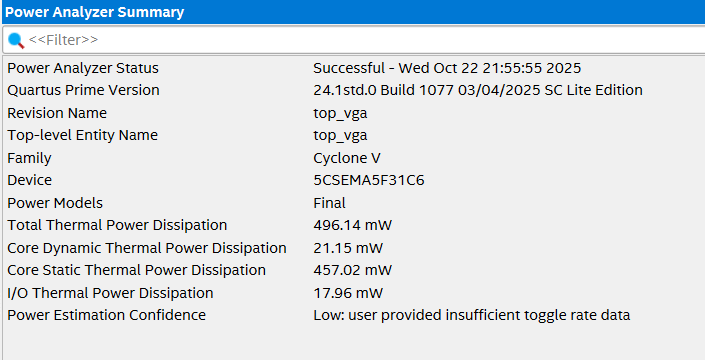 Power Analyzer Summary
<<Filter>>
Power Analyzer Status Successful - Wed Oct 22 21:55:55 2025
Quartus Prime Version 24.1std.0 Build 1077 03/04/2025 SC Lite Edition
Revision Name top_vga
Top-level Entity Name top_vga
Family Cyclone V
Device 5CSEMA5F31C6
Power Models Final
Total Thermal Power Dissipation 496.14 mW
Core Dynamic Thermal Power Dissipation 21.15 mW
Core Static Thermal Power Dissipation 457.02 mW
I/O Thermal Power Dissipation 17.96 mW
Power Estimation Confidence Low: user provided insufficient toggle rate data